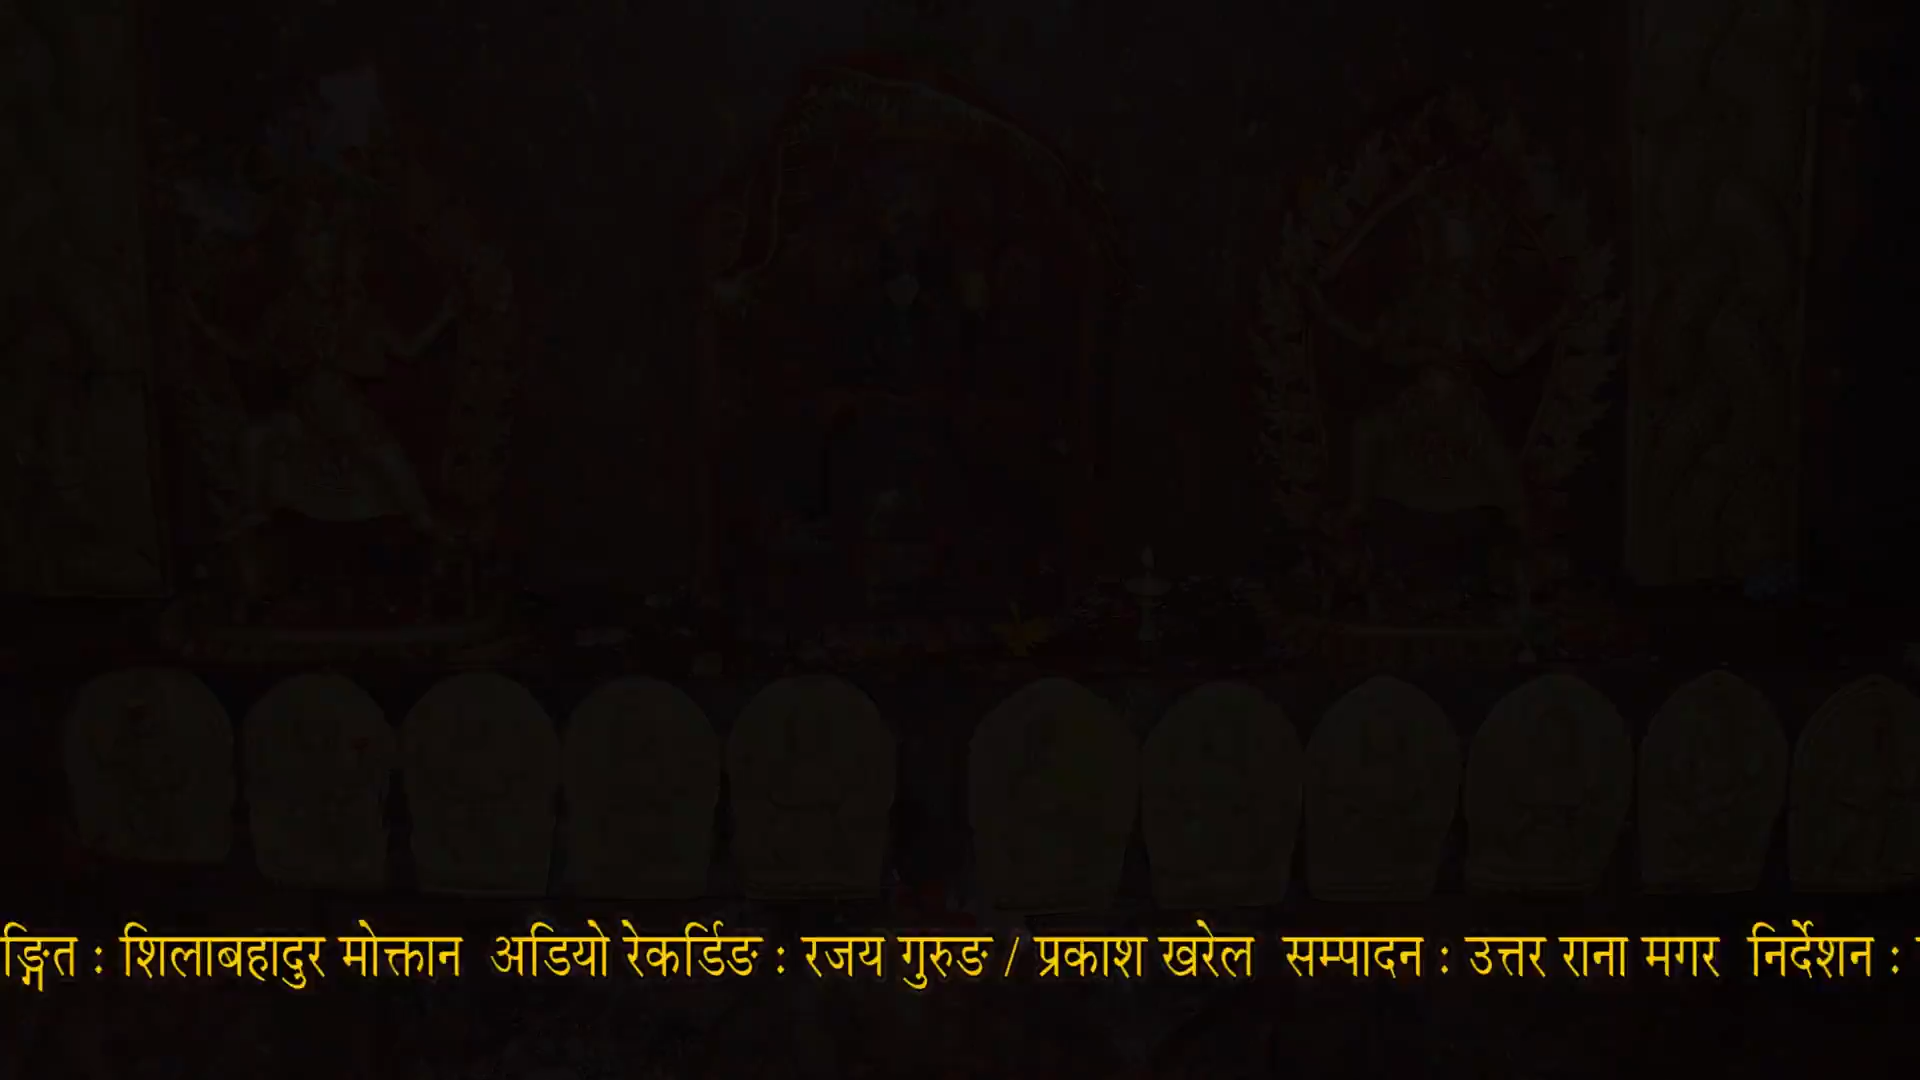 ङ्गित : शिलाबहादुर मोक्तान अडियो रेकर्डिङ : रजय गुरुङ / प्रकाश खरेल सम्पादन : उत्तर राना मगर निर्देशन :